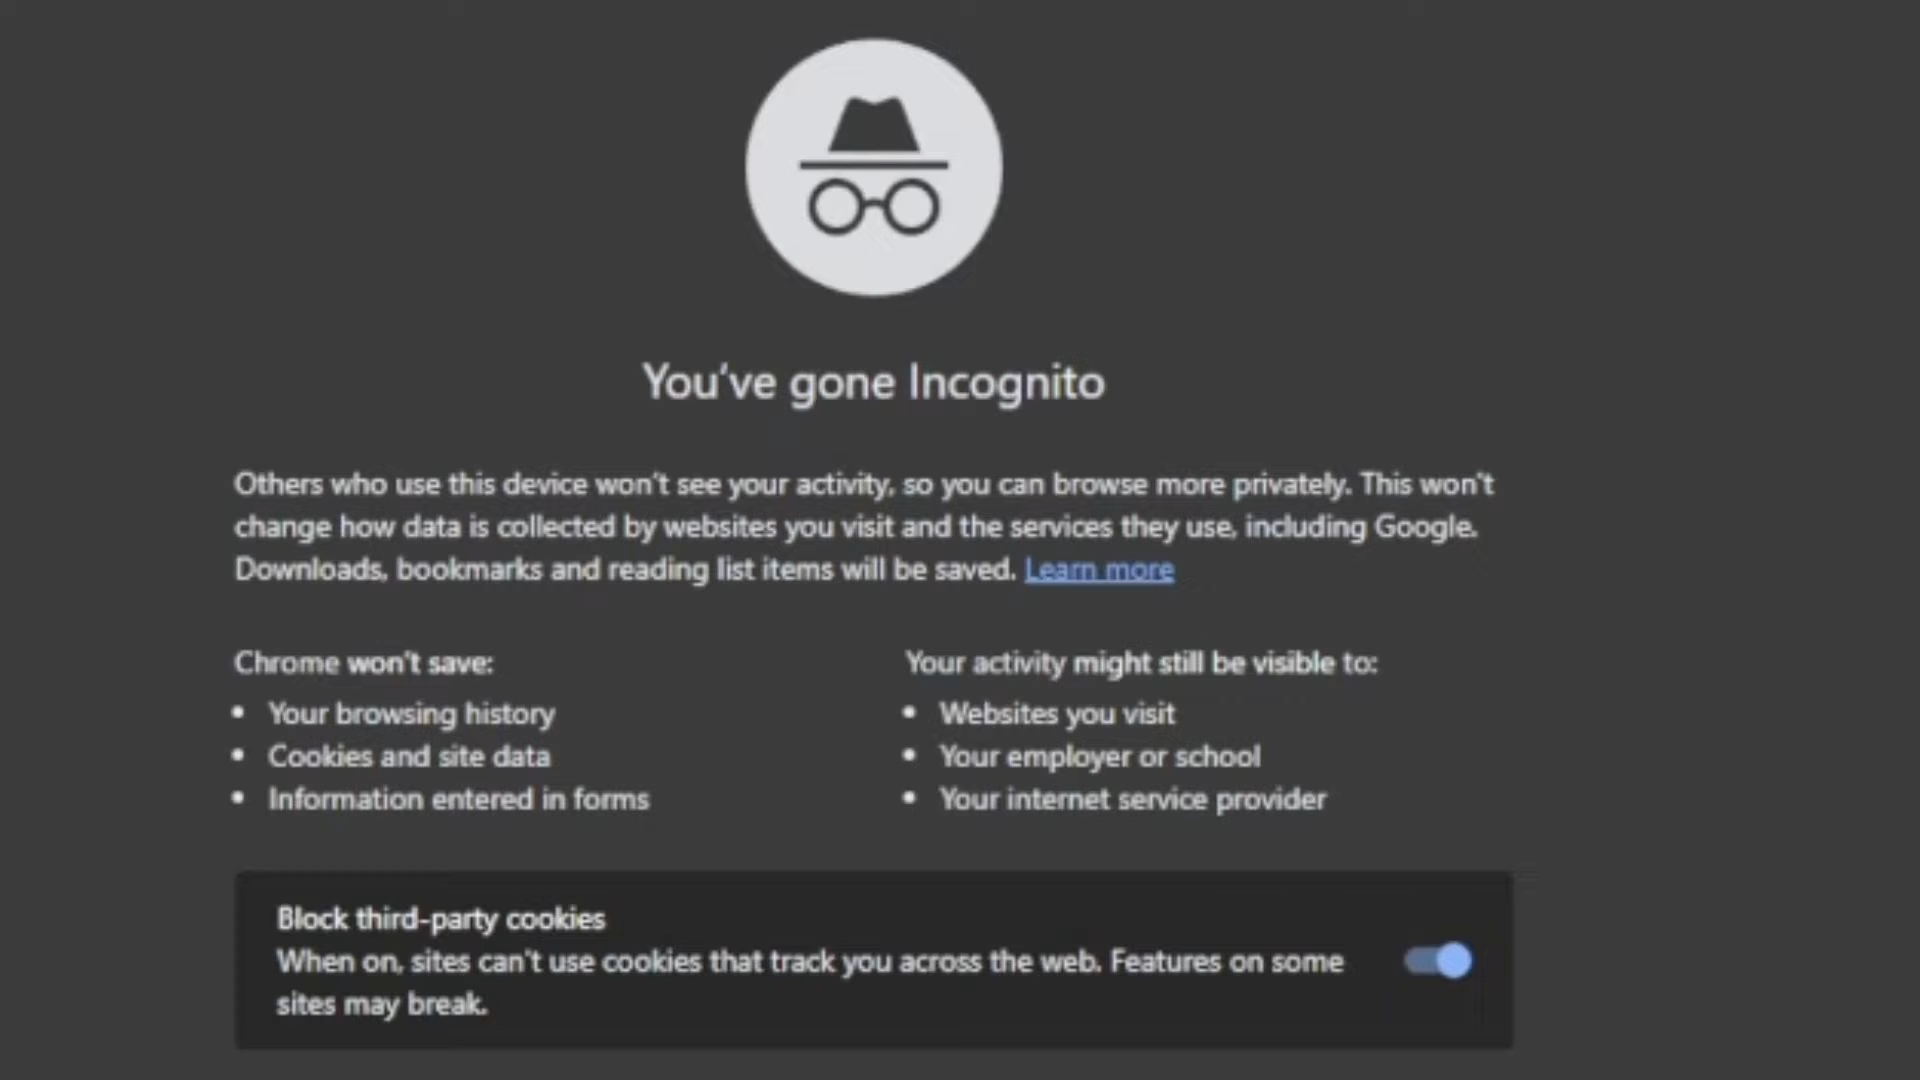 You've gone Incognito
Others who use this device won't see your activity, so you can browse more privately. This won't
change how data is collected by websites you visit and the services they use, including Google.
Downloads, bookmarks and reading list items will be saved. Learn more
Chrome won't save:
• Your browsing history
• Cookies and site data
• Information entered in forms
Your activity might still be visible to:
• Websites you visit
• Your employer or school
• Your internet service provider
Block third-party cookies
When on, sites can't use cookies that track you across the web. Features on some
sites may break.